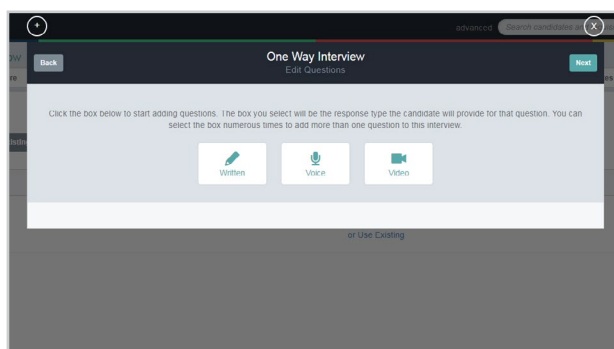 +
advanced
Search candidates an
X
Back
One Way Interview
Next
Edit Questions
Click the box below to start adding questions. The box you select will be the response type the candidate will provide for that question. You can
select the box numerous times to add more than one question to this interview.
Written
Voice
Video
or Use Existing